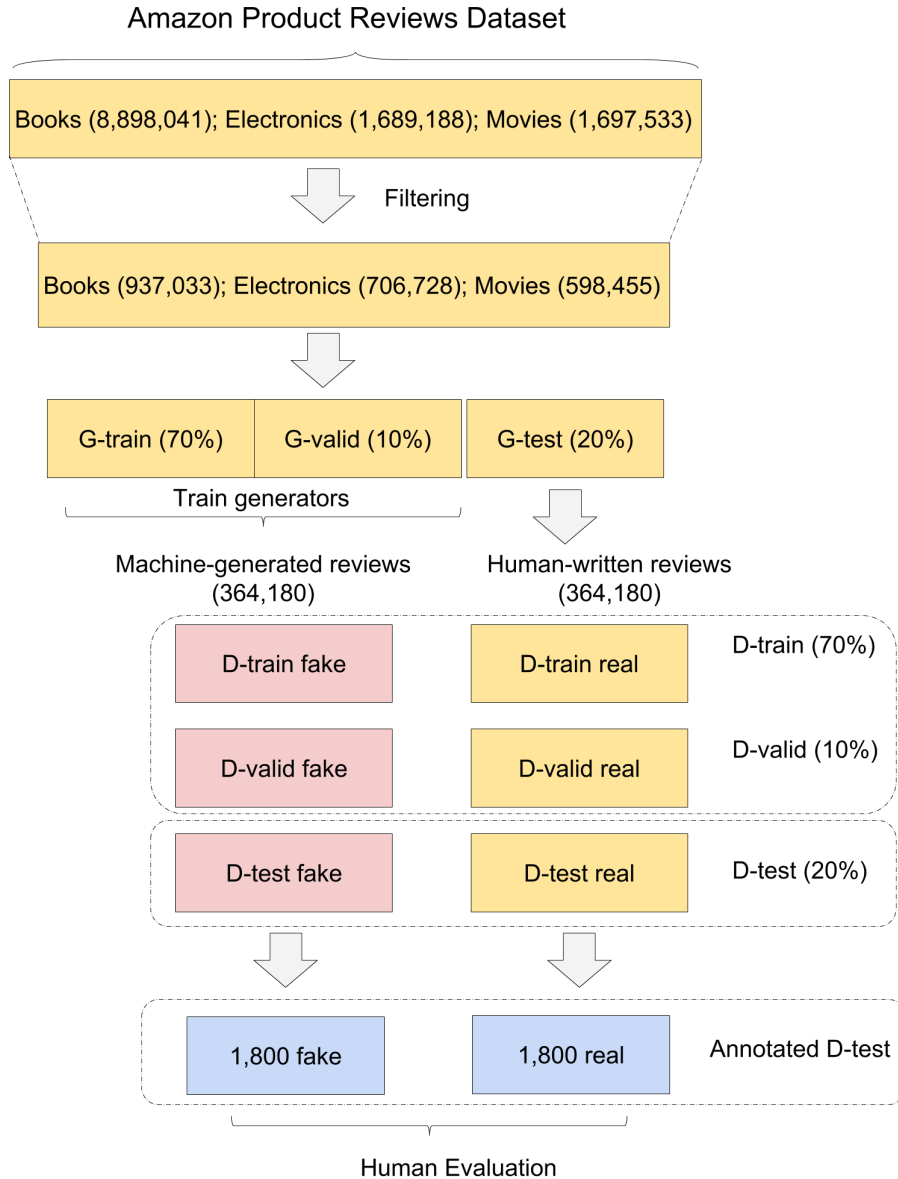 Amazon Product Reviews Dataset
Books (8,898,041); Electronics (1,689,188); Movies (1,697,533)
Filtering
Books (937,033); Electronics (706,728); Movies (598,455)
G-train (70%)
G-valid (10%)
G-test (20%)
Train generators
Machine-generated reviews
(364,180)
Human-written reviews
(364,180)
D-train fake
D-train real
D-train (70%)
D-valid fake
D-valid real
D-valid (10%)
D-test fake
D-test real
D-test (20%)
1,800 fake
1,800 real
Annotated D-test
Human Evaluation